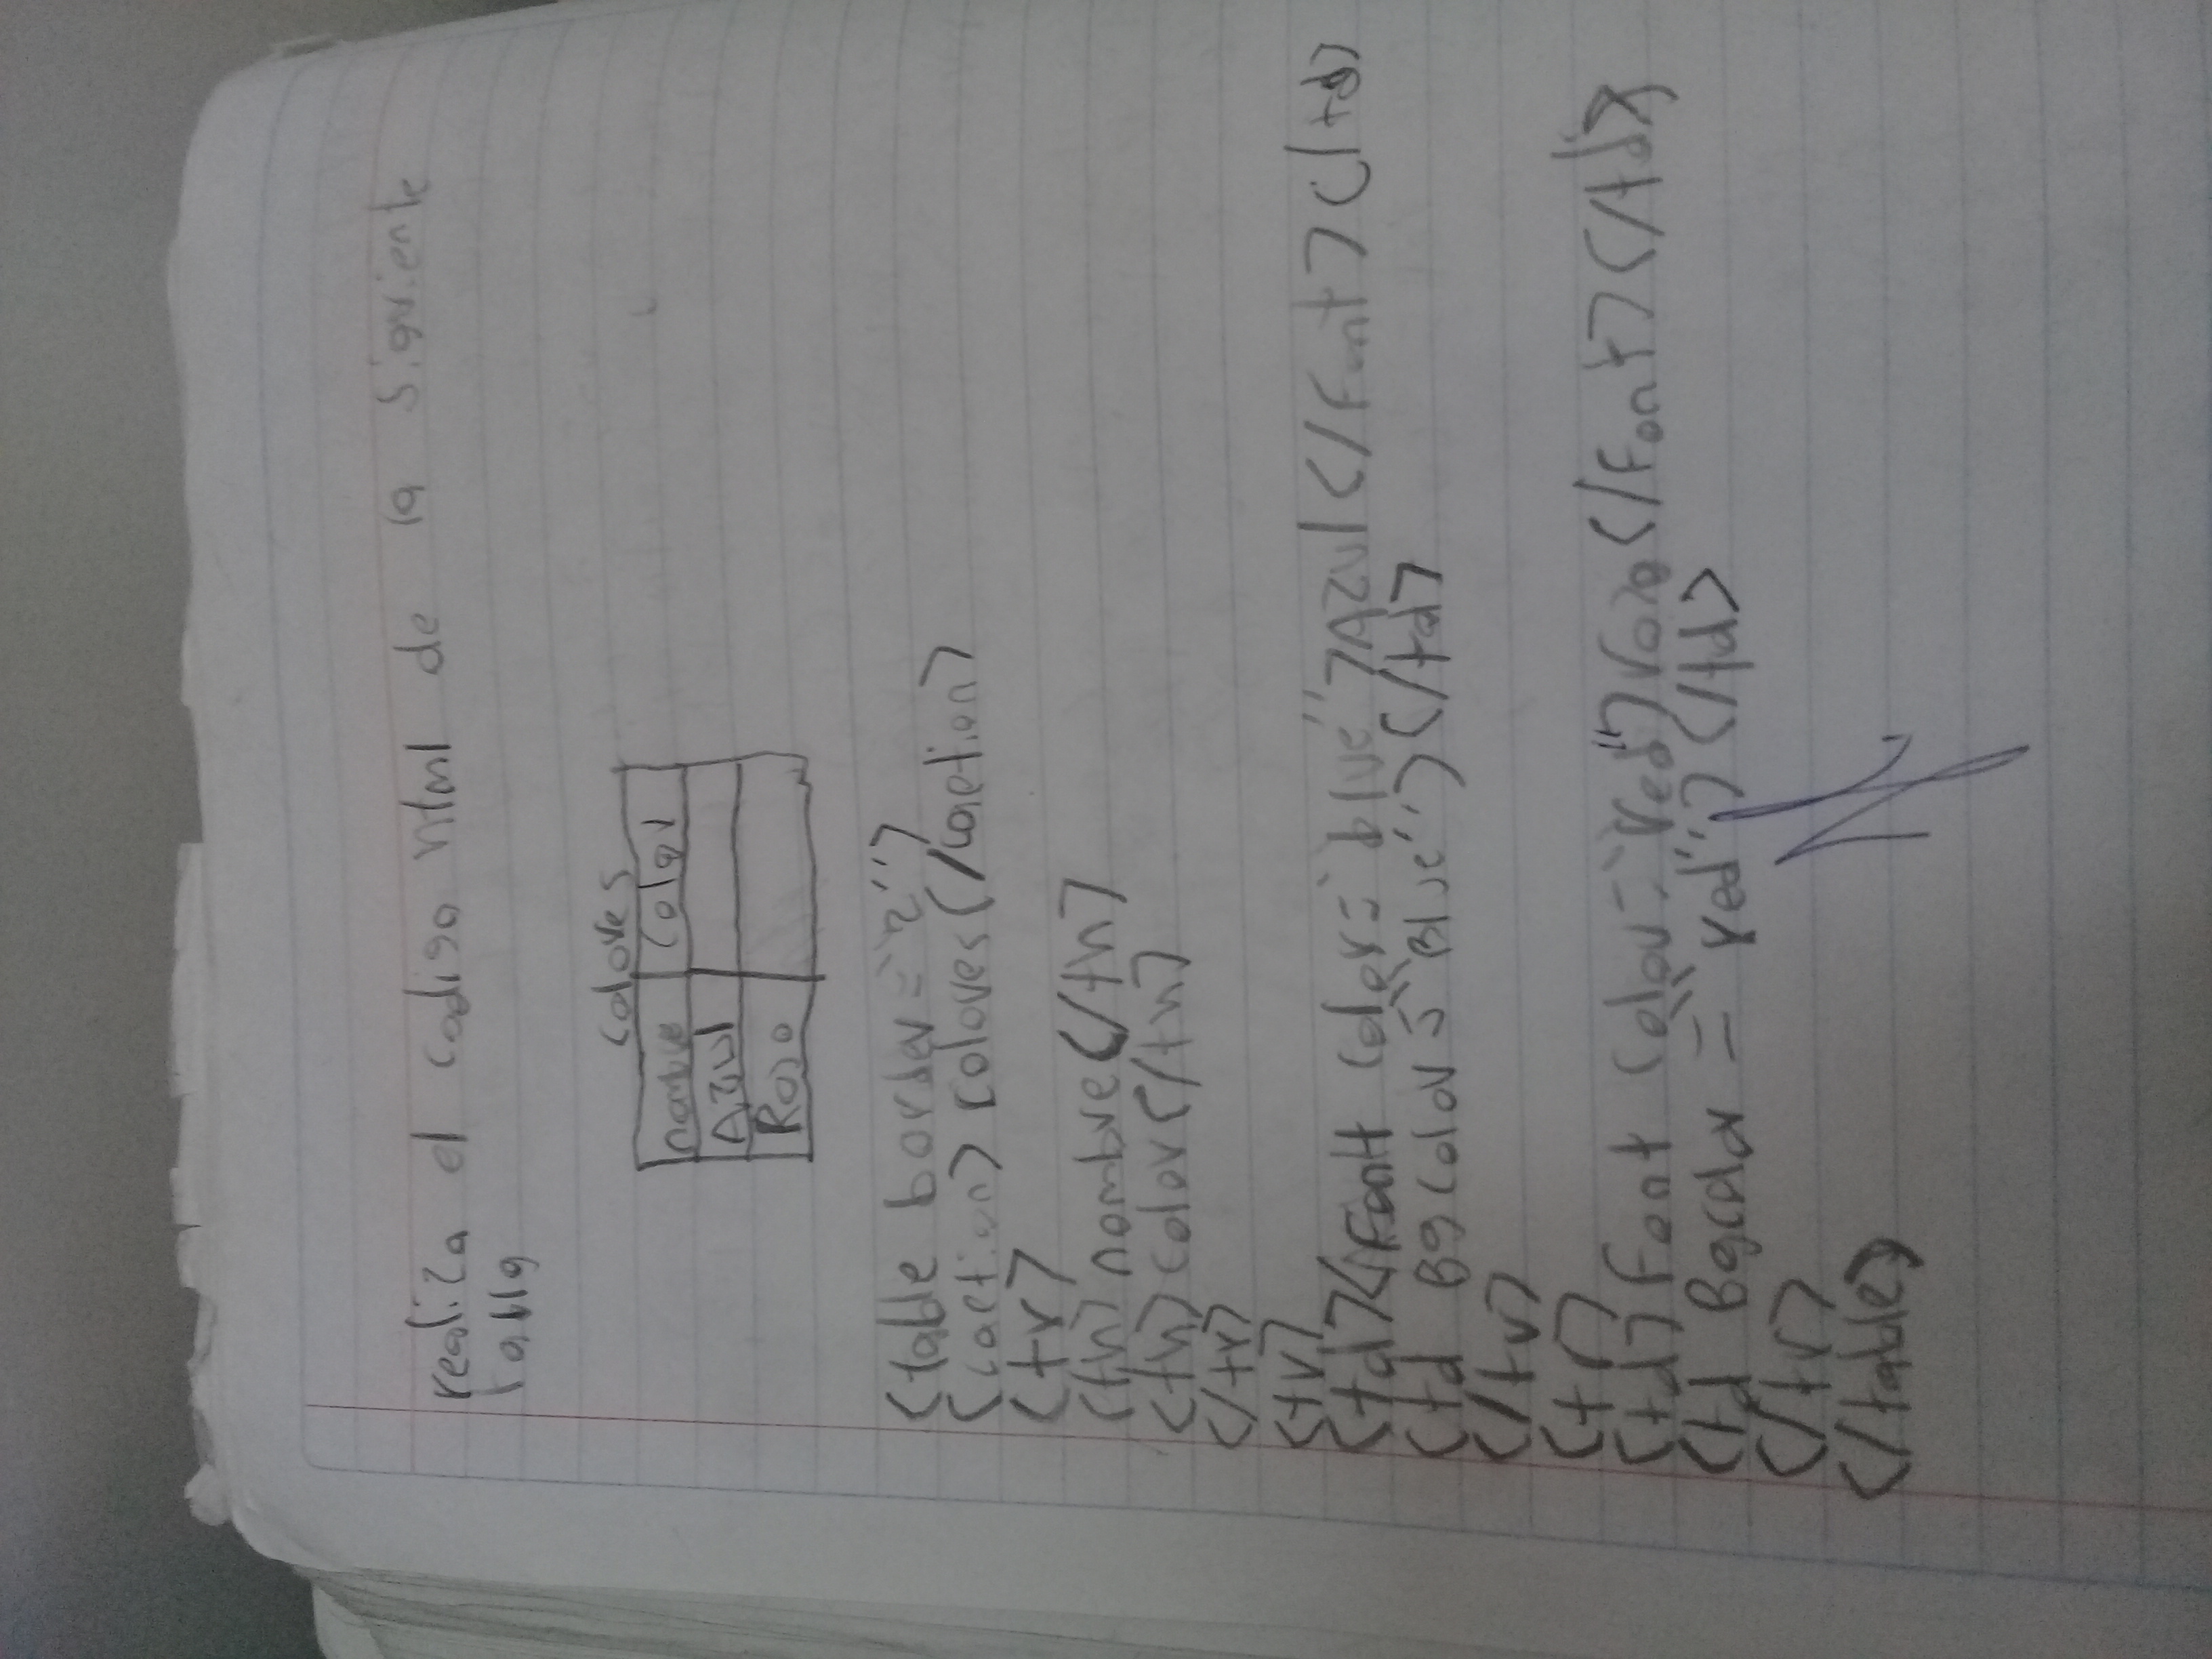 realiza el codigo html de la siguiente
tabla
colores
nombre color
Azul
Rojo
<table border="2">
<caption> colores</caption>
<tr>
<th>nombre</th>
<th>color</th>
</tr>
<tr>
<td><Font color="blue">Azul</Font></td>
<td Bgcolor="Blue"></td>
</tr>
<tr>
<td>Font color="red">rojo</Font></td>
<td Bgcolor="red"></td>
</tr>
</table>